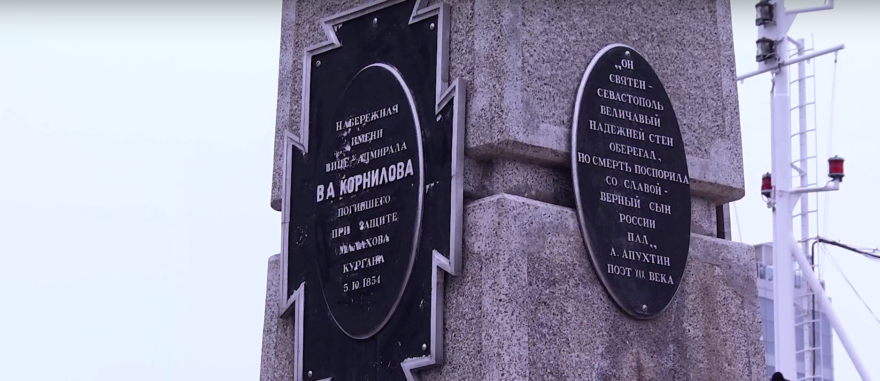 НАБЕРЕЖНАЯ
ИМЕНИ
ВИЦЕ-АДМИРАЛА
В.А КОРНИЛОВА
ПОГИБШЕГО
ПРИ ЗАЩИТЕ
МАЛАХОВА
КУРГАНА
5.10.1854
„ОН
СВЯТЕН-
СЕВАСТОПОЛЬ
ВЕЛИЧАВЫЙ
НАДЕЖНЕЙ СТЕН
ОБЕРЕГАЛ,
НО СМЕРТЬ ПОСПОРИЛА
СО СЛАВОЙ-
ВЕРНЫЙ СЫН
РОССИИ
ПАЛ„
А. АПУХТИН
ПОЭТ XIX ВЕКА